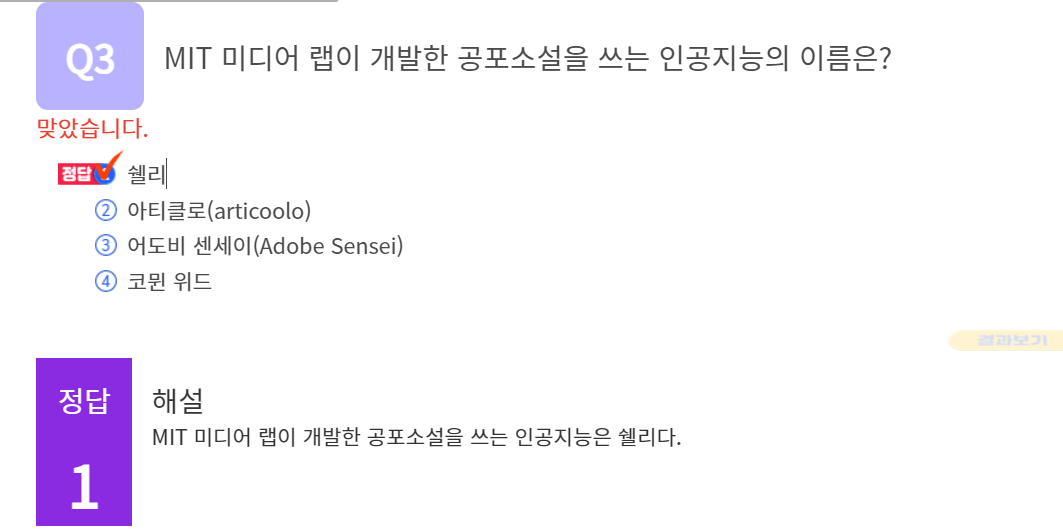 Q3
MIT 미디어 랩이 개발한 공포소설을 쓰는 인공지능의 이름은?
맞았습니다.
정답 쉘리
② 아티클로(articoolo)
③ 어도비 센세이(Adobe Sensei)
④ 코뮌 위드
결과보기
정답
1
해설
MIT 미디어 랩이 개발한 공포소설을 쓰는 인공지능은 쉘리다.